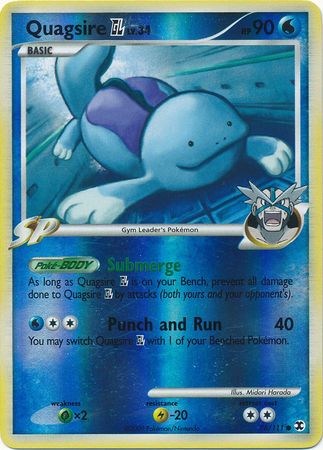 Quagsire GL LV.34 HP 90
BASIC
SP Gym Leader's Pokémon
Poké-BODY Submerge
As long as Quagsire GL is on your Bench, prevent all damage
done to Quagsire GL by attacks (both yours and your opponent's).
Punch and Run 40
You may switch Quagsire GL with 1 of your Benched Pokémon.
Illus. Midori Harada
weakness resistance retreat cost
×2 -20
©2009 Pokémon/Nintendo /111